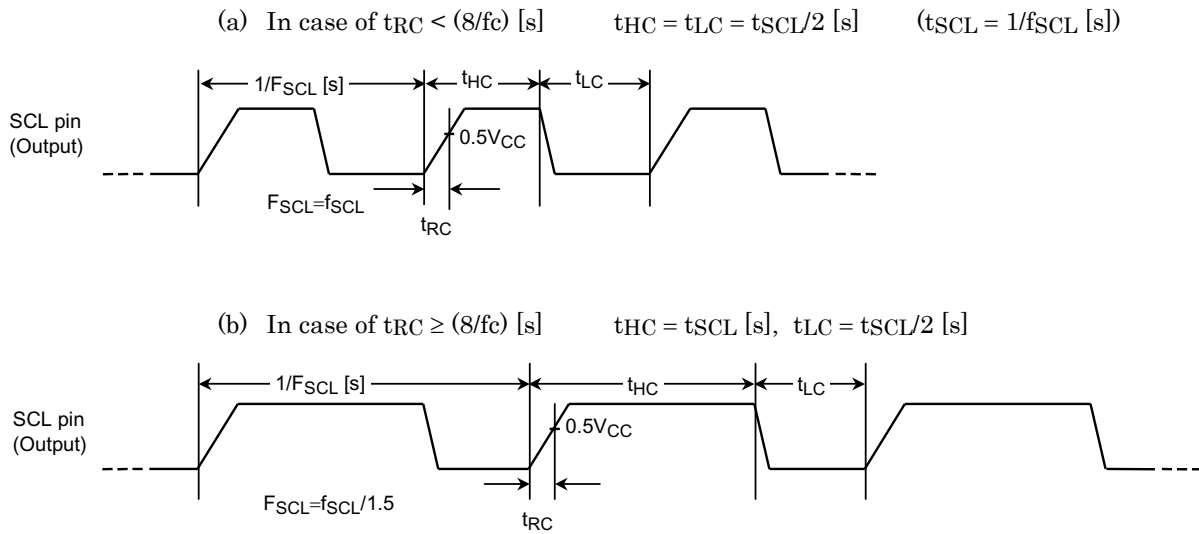 (a) In case of tRC < (8/fc) [s] tHC = tLC = tSCL/2 [s] (tSCL = 1/fSCL [s])
1/FSCL [s] tHC tLC
SCL pin
(Output)
0.5VCC
FSCL=fSCL
tRC
(b) In case of tRC ≥ (8/fc) [s] tHC = tSCL [s], tLC = tSCL/2 [s]
1/FSCL [s] tHC tLC
SCL pin
(Output)
0.5VCC
FSCL=fSCL/1.5
tRC